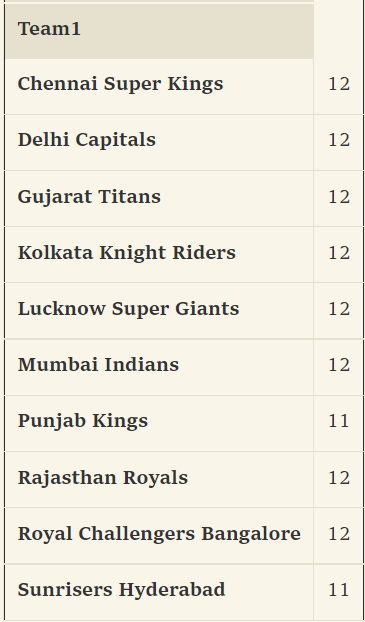 Team1
Chennai Super Kings 12
Delhi Capitals 12
Gujarat Titans 12
Kolkata Knight Riders 12
Lucknow Super Giants 12
Mumbai Indians 12
Punjab Kings 11
Rajasthan Royals 12
Royal Challengers Bangalore 12
Sunrisers Hyderabad 11